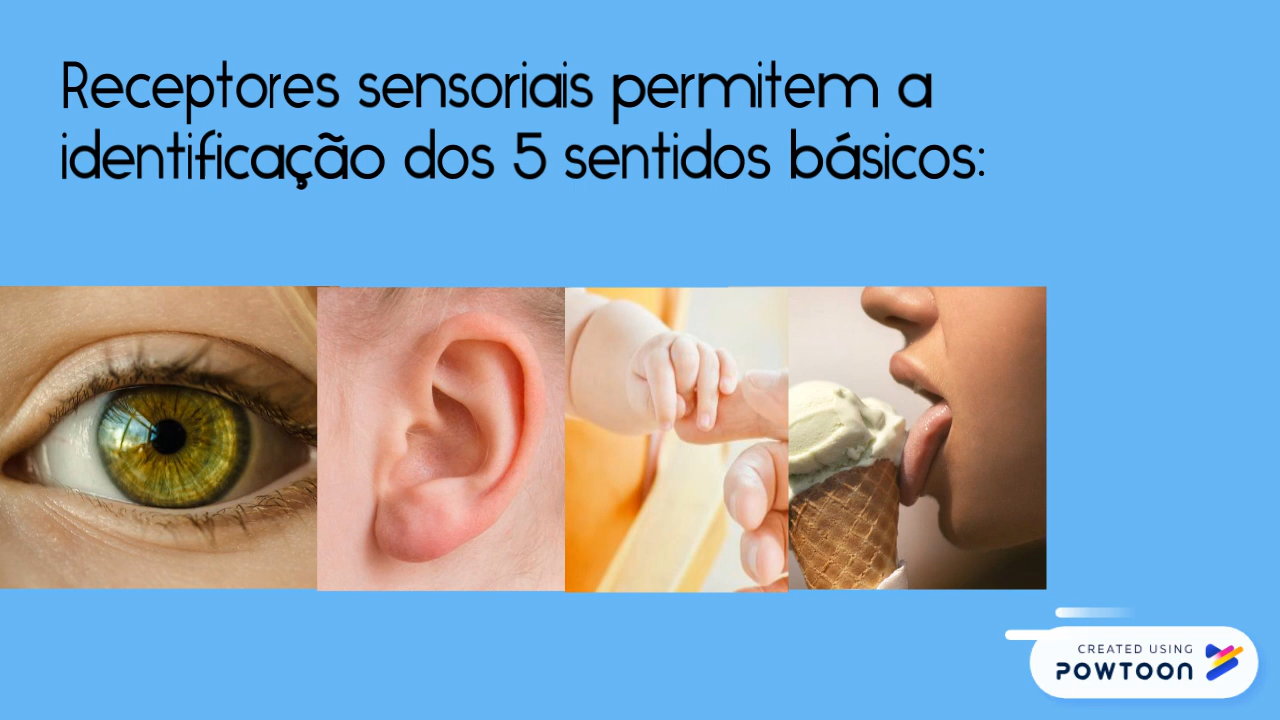 Receptores sensoriais permitem a
identificação dos 5 sentidos básicos:
CREATED USING
POWTOON